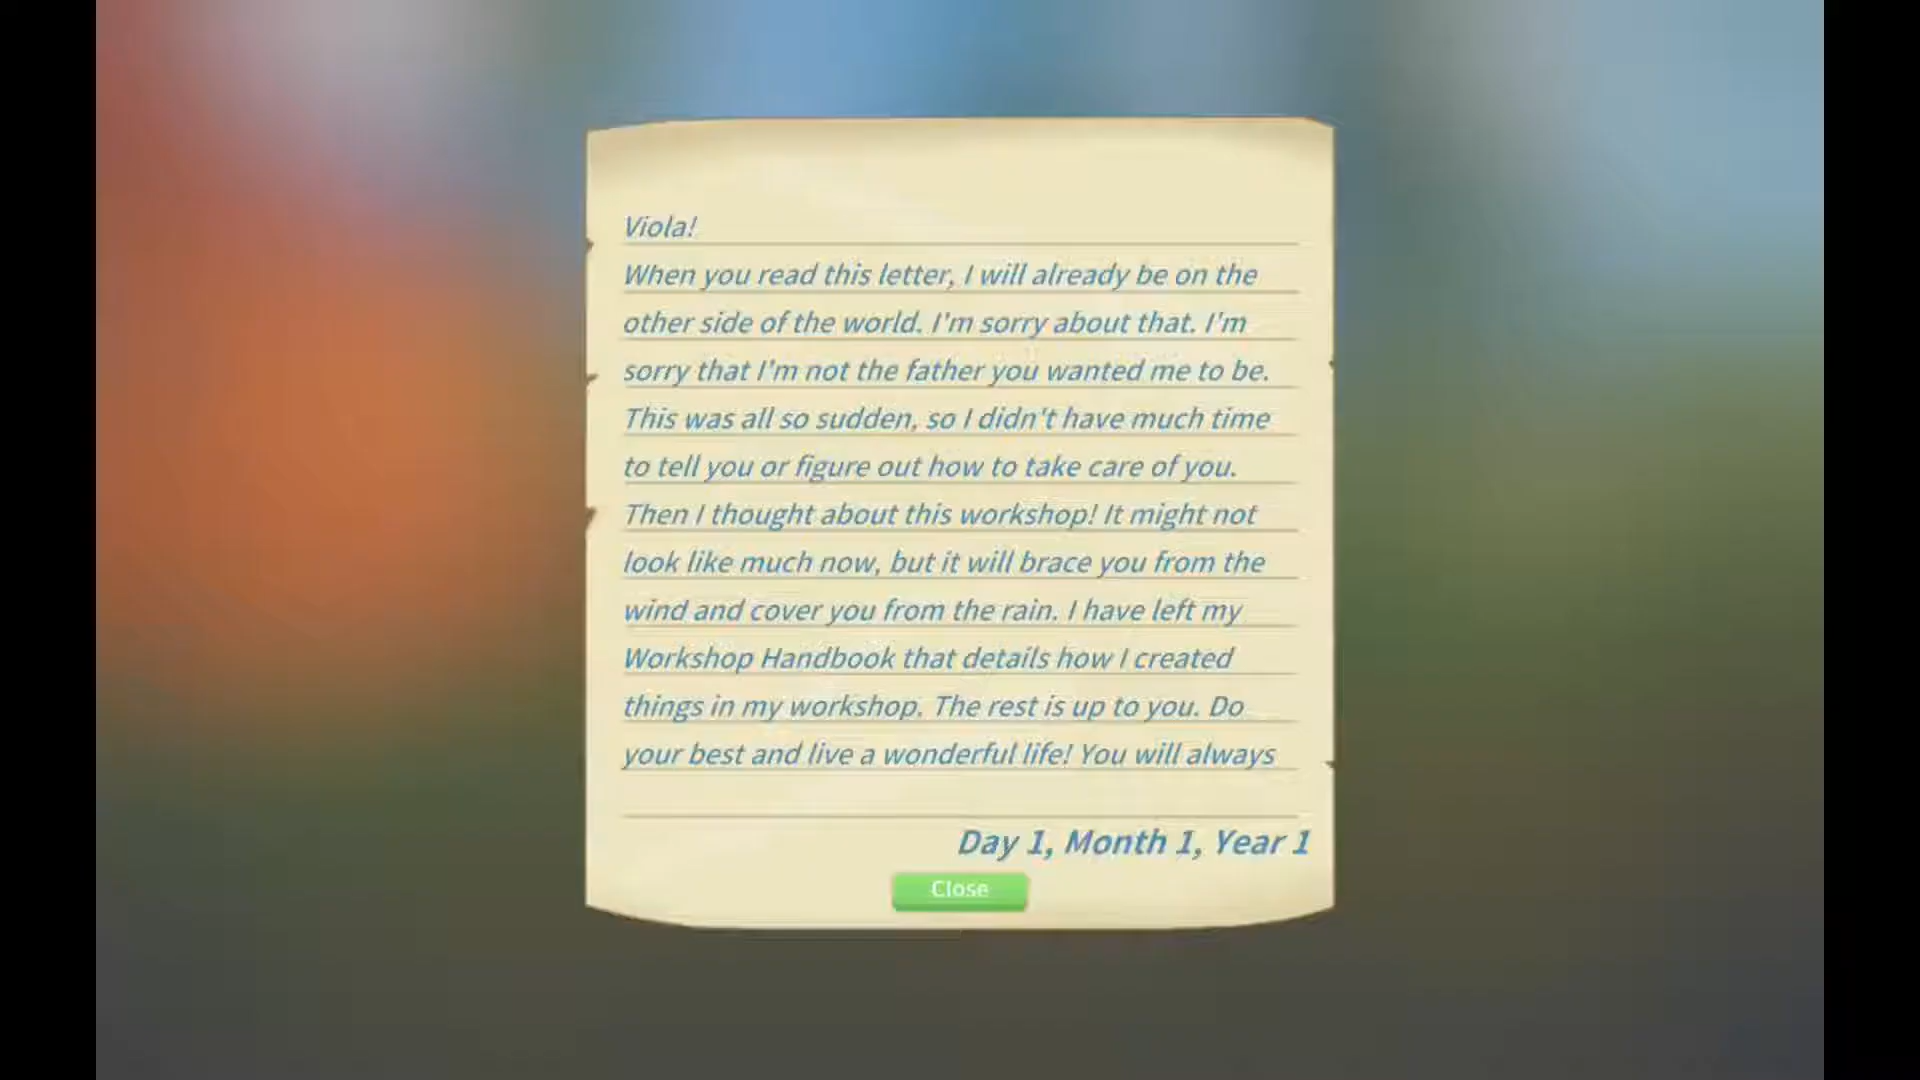 Viola!
When you read this letter, I will already be on the
other side of the world. I'm sorry about that. I'm
sorry that I'm not the father you wanted me to be.
This was all so sudden, so I didn't have much time
to tell you or figure out how to take care of you.
Then I thought about this workshop! It might not
look like much now, but it will brace you from the
wind and cover you from the rain. I have left my
Workshop Handbook that details how I created
things in my workshop. The rest is up to you. Do
your best and live a wonderful life! You will always
Day 1, Month 1, Year 1
Close